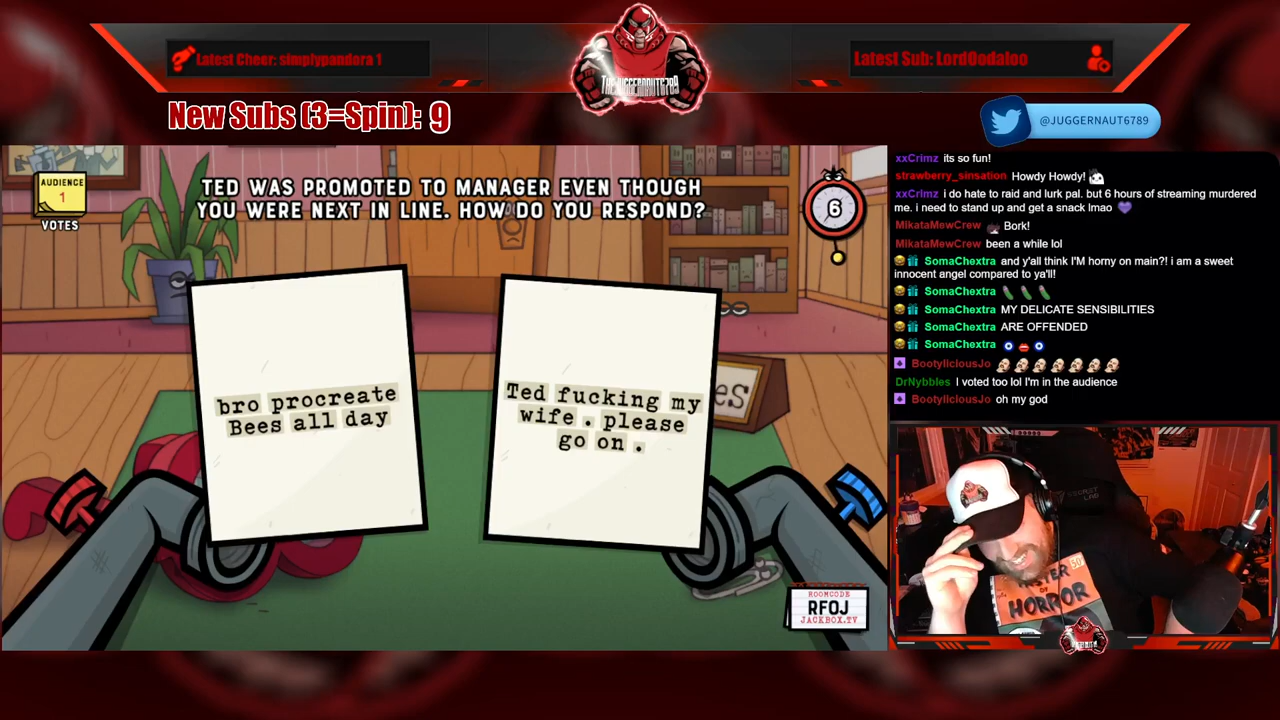 Latest Cheer: simplypandora 1
THEJUGGERNAUT6789
Latest Sub: LordOodaloo
New Subs (3=Spin): 9
@JUGGERNAUT6789
AUDIENCE
1
VOTES
TED WAS PROMOTED TO MANAGER EVEN THOUGH
YOU WERE NEXT IN LINE. HOW DO YOU RESPOND?
6
bro procreate
Bees all day
Ted fucking my
wife . please
go on .
es
ROOMCODE
RFOJ
JACKBOX.TV
xxCrimz its so fun!
strawberry_sinsation Howdy Howdy!
xxCrimz i do hate to raid and lurk pal. but 6 hours of streaming murdered
me. i need to stand up and get a snack lmao
MikataMewCrew Bork!
MikataMewCrew been a while lol
SomaChextra and y'all think I'M horny on main?! i am a sweet
innocent angel compared to ya'll!
SomaChextra
SomaChextra MY DELICATE SENSIBILITIES
SomaChextra ARE OFFENDED
SomaChextra
BootyliciousJo
DrNybbles I voted too lol I'm in the audience
BootyliciousJo oh my god
HORROR